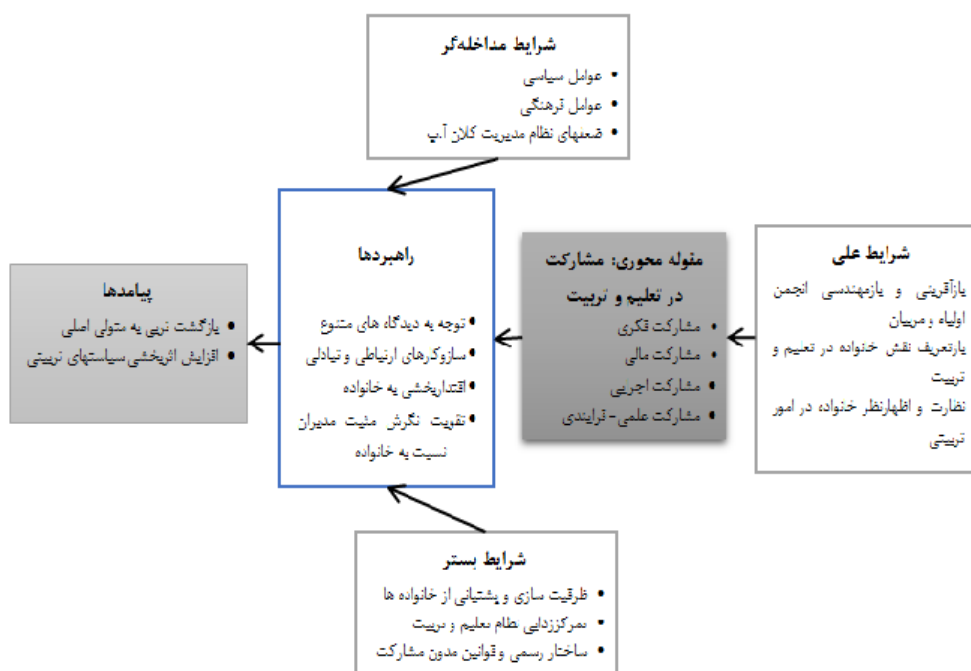 شرایط مداخله‌گر
• عوامل سیاسی
• عوامل فرهنگی
• ضعفهای نظام مدیریت کلان آ.پ
شرایط علی
بازآفرینی و بازمهندسی انجمن
اولیاء و مربیان
بازتعریف نقش خانواده در تعلیم و
تربیت
نظارت و اظهارنظر خانواده در امور
تربیتی
مقوله محوری: مشارکت
در تعلیم و تربیت
• مشارکت فکری
• مشارکت مالی
• مشارکت اجرایی
• مشارکت علمی- فرایندی
راهبردها
• توجه به دیدگاه های متنوع
• سازوکارهای ارتباطی و تبادلی
• اقتداربخشی به خانواده
• تقویت نگرش مثبت مدیران
نسبت به خانواده
پیامدها
• بازگشت تربی به متولی اصلی
• افزایش اثربخشی سیاستهای تربیتی
شرایط بستر
• ظرفیت سازی و پشتیبانی از خانواده ها
• تمرکززدایی نظام تعلیم و تربیت
• ساختار رسمی و قوانین مدون مشارکت